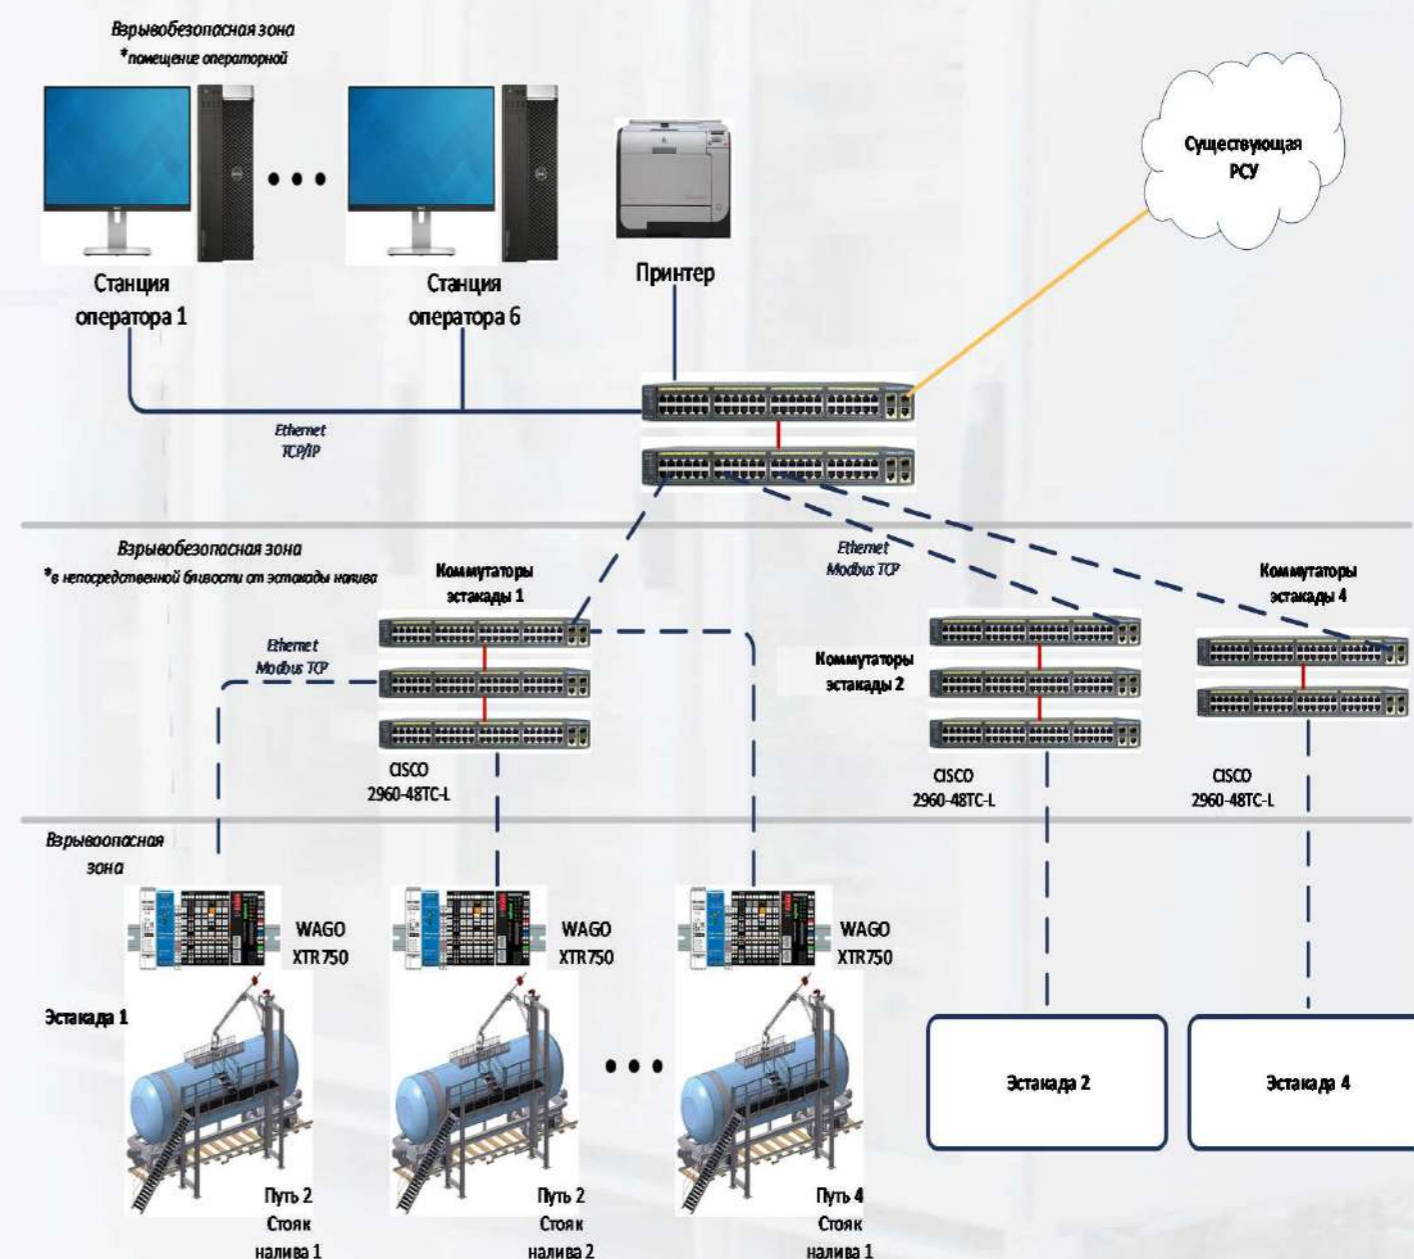 Взрывобезопасная зона
*помещение операторной
Существующая
РСУ
Станция
оператора 1
Станция
оператора 6
Принтер
Ethernet
TCP/IP
Взрывобезопасная зона
*в непосредственной близости от эстакады налива
Коммутаторы
эстакады 1
Ethernet
Modbus TCP
Коммутаторы
эстакады 4
Ethernet
Modbus TCP
Коммутаторы
эстакады 2
CISCO
2960-48TC-L
CISCO
2960-48TC-L
CISCO
2960-48TC-L
Взрывоопасная
зона
WAGO
XTR750
WAGO
XTR750
WAGO
XTR750
Эстакада 1
Эстакада 2
Эстакада 4
Путь 2
Стояк
налива 1
Путь 2
Стояк
налива 2
Путь 4
Стояк
налива 1